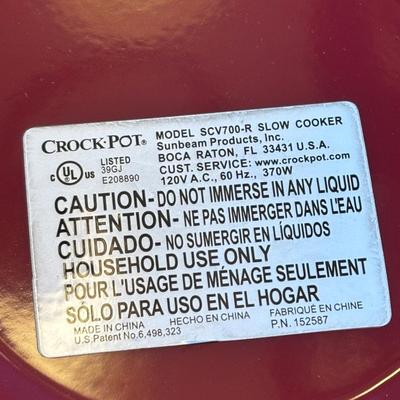 CROCK·POT®
MODEL SCV700-R SLOW COOKER
Sunbeam Products, Inc.
BOCA RATON, FL 33431 U.S.A.
CUST. SERVICE: www.crockpot.com
120V A.C., 60 Hz., 370W
C UL US LISTED
39GJ
E208890
CAUTION-DO NOT IMMERSE IN ANY LIQUID
ATTENTION- NE PAS IMMERGER DANS L'EAU
CUIDADO- NO SUMERGIR EN LÍQUIDOS
HOUSEHOLD USE ONLY
POUR L'USAGE DE MÉNAGE SEULEMENT
SÓLO PARA USO EN EL HOGAR
MADE IN CHINA HECHO EN CHINA FABRIQUÉ EN CHINE
U.S.Patent No.6,498,323 P.N. 152587